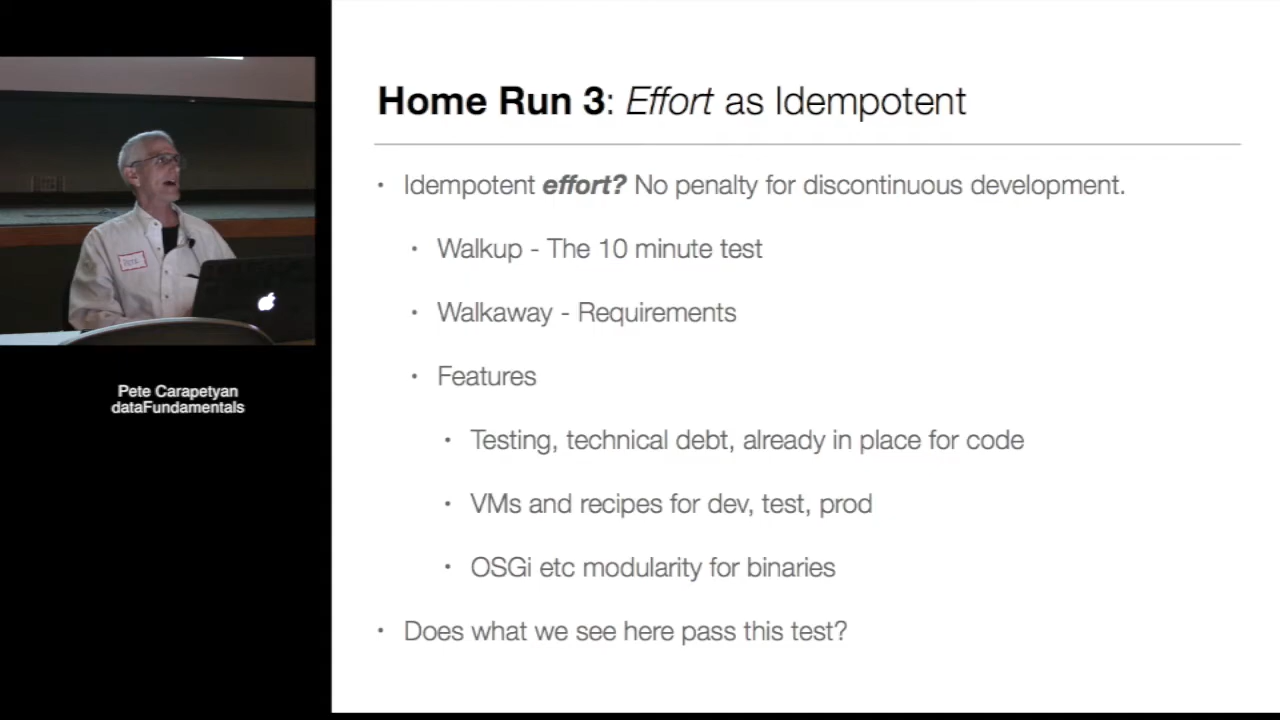 Home Run 3: Effort as Idempotent
• Idempotent effort? No penalty for discontinuous development.
• Walkup - The 10 minute test
• Walkaway - Requirements
• Features
• Testing, technical debt, already in place for code
• VMs and recipes for dev, test, prod
• OSGi etc modularity for binaries
• Does what we see here pass this test?
Pete Carapetyan
dataFundamentals